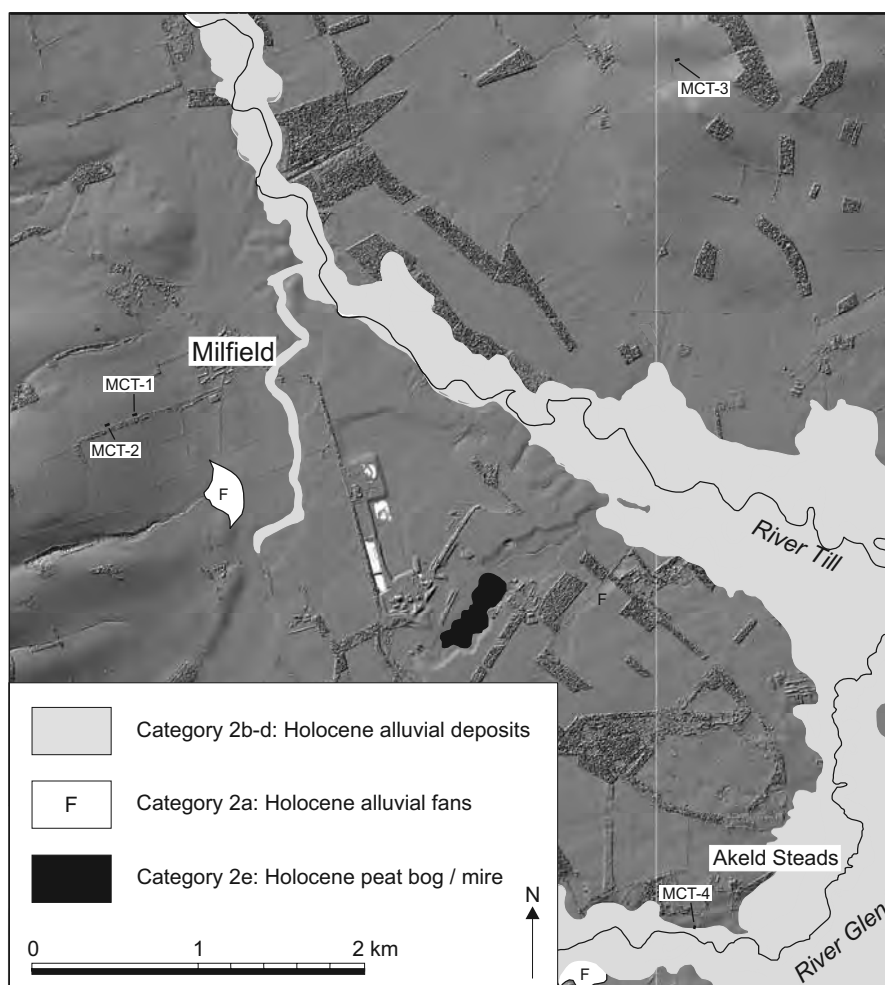 MCT-3
Milfield
MCT-1
MCT-2
F
River Till
F
Category 2b-d: Holocene alluvial deposits
F
Category 2a: Holocene alluvial fans
Category 2e: Holocene peat bog / mire
Akeld Steads
MCT-4
N
River Glen
0 1 2 km
F